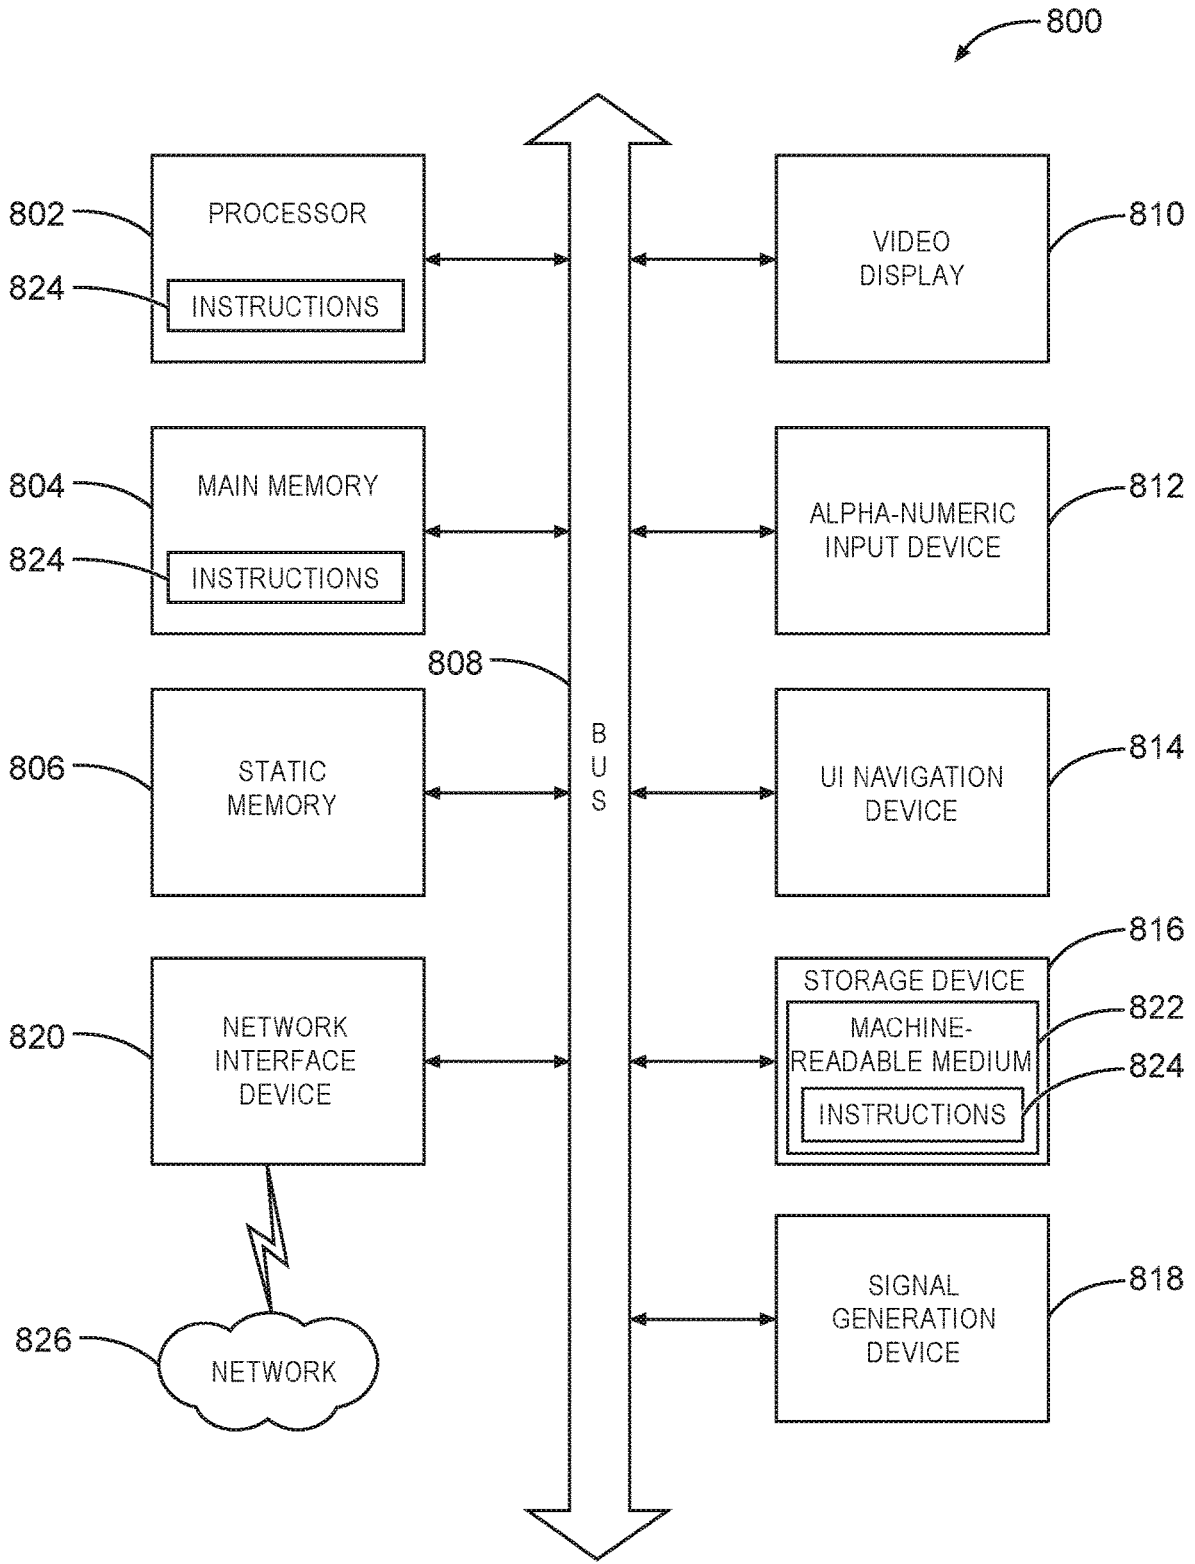 800
802
PROCESSOR
824
INSTRUCTIONS
810
VIDEO
DISPLAY
804
MAIN MEMORY
824
INSTRUCTIONS
812
ALPHA-NUMERIC
INPUT DEVICE
808
B
U
S
806
STATIC
MEMORY
814
UI NAVIGATION
DEVICE
820
NETWORK
INTERFACE
DEVICE
816
STORAGE DEVICE
822
MACHINE-
READABLE MEDIUM
824
INSTRUCTIONS
826
NETWORK
818
SIGNAL
GENERATION
DEVICE